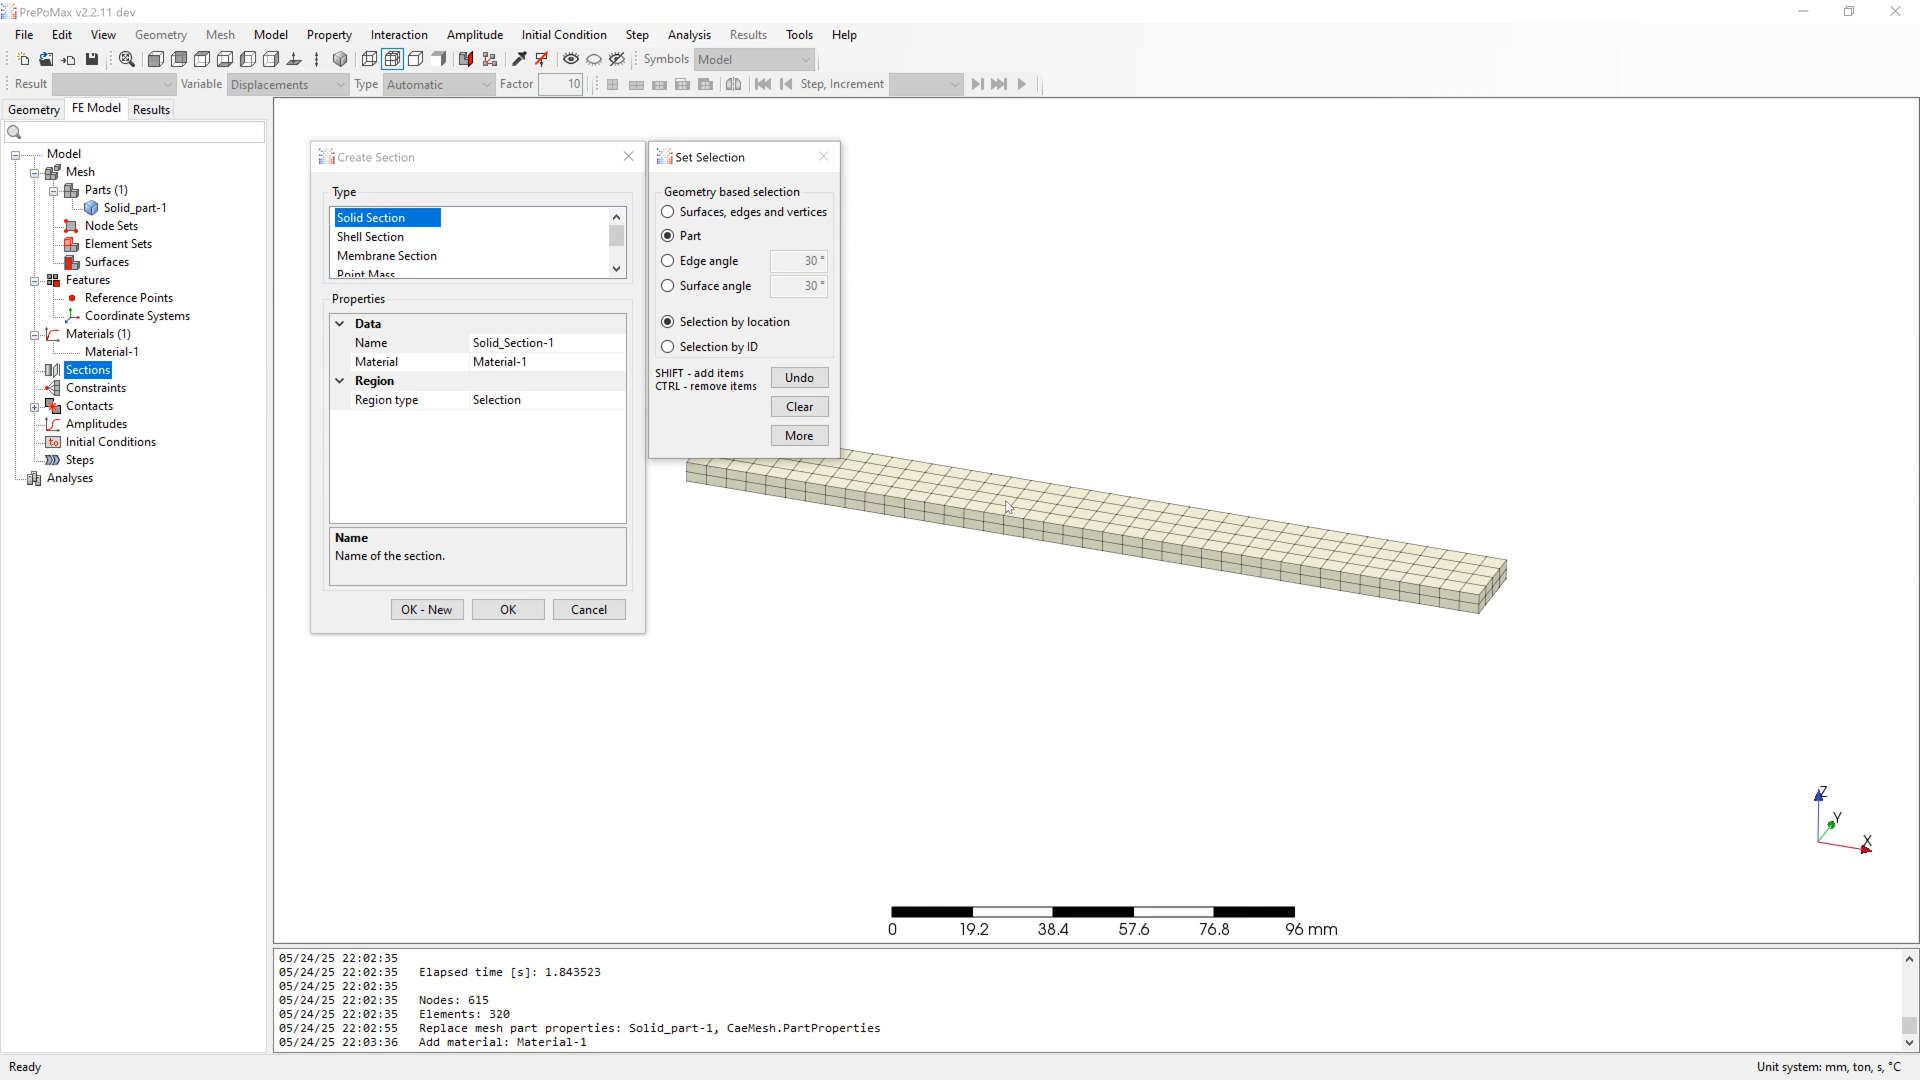 PrePoMax v2.2.11 dev
File Edit View Geometry Mesh Model Property Interaction Amplitude Initial Condition Step Analysis Results Tools Help
Symbols Model
Result Variable Displacements Type Automatic Factor 10 Step, Increment
Geometry FE Model Results
Model
Mesh
Parts (1)
Solid_part-1
Node Sets
Element Sets
Surfaces
Features
Reference Points
Coordinate Systems
Materials (1)
Material-1
Sections
Constraints
Contacts
Amplitudes
Initial Conditions
Steps
Analyses
Create Section
Type
Solid Section
Shell Section
Membrane Section
Point Mass
Properties
Data
Name Solid_Section-1
Material Material-1
Region
Region type Selection
Name
Name of the section.
OK - New OK Cancel
Set Selection
Geometry based selection
Surfaces, edges and vertices
Part
Edge angle 30 °
Surface angle 30 °
Selection by location
Selection by ID
SHIFT - add items
CTRL - remove items
Undo
Clear
More
Z
Y
X
0 19.2 38.4 57.6 76.8 96 mm
05/24/25 22:02:35
05/24/25 22:02:35 Elapsed time [s]: 1.843523
05/24/25 22:02:35
05/24/25 22:02:35 Nodes: 615
05/24/25 22:02:35 Elements: 320
05/24/25 22:02:55 Replace mesh part properties: Solid_part-1, CaeMesh.PartProperties
05/24/25 22:03:36 Add material: Material-1
Ready
Unit system: mm, ton, s, °C